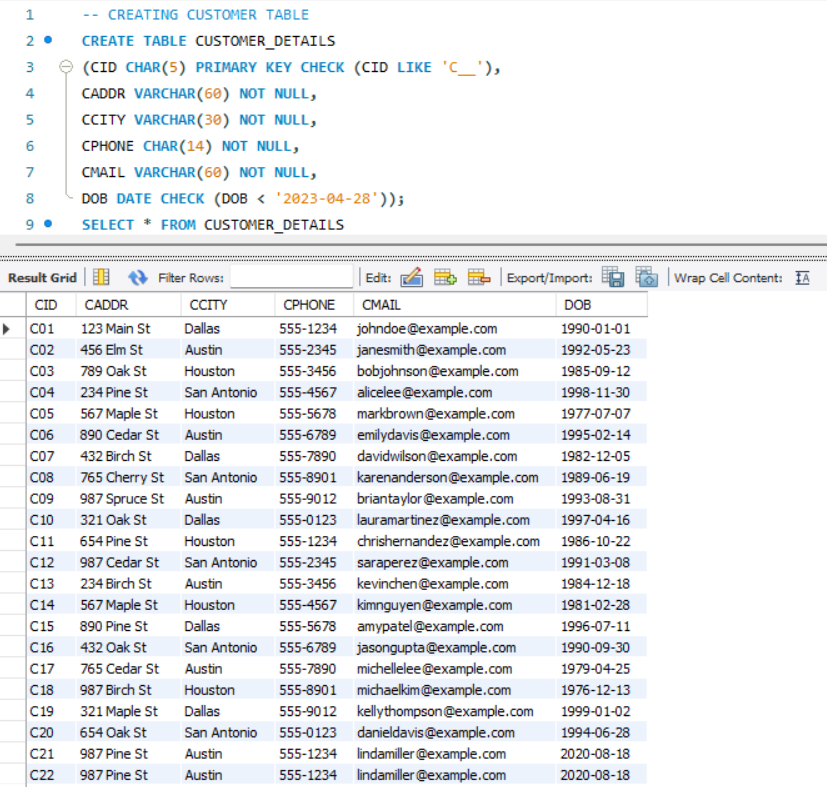 1 -- CREATING CUSTOMER TABLE
2 CREATE TABLE CUSTOMER_DETAILS
3 (CID CHAR(5) PRIMARY KEY CHECK (CID LIKE 'C__'),
4 CADDR VARCHAR(60) NOT NULL,
5 CCITY VARCHAR(30) NOT NULL,
6 CPHONE CHAR(14) NOT NULL,
7 CMAIL VARCHAR(60) NOT NULL,
8 DOB DATE CHECK (DOB < '2023-04-28'));
9 SELECT * FROM CUSTOMER_DETAILS
Result Grid Filter Rows: Edit: Export/Import: Wrap Cell Content: IA
CID CADDR CCITY CPHONE CMAIL DOB
C01 123 Main St Dallas 555-1234 johndoe@example.com 1990-01-01
C02 456 Elm St Austin 555-2345 janesmith@example.com 1992-05-23
C03 789 Oak St Houston 555-3456 bobjohnson@example.com 1985-09-12
C04 234 Pine St San Antonio 555-4567 alicelee@example.com 1998-11-30
C05 567 Maple St Houston 555-5678 markbrown@example.com 1977-07-07
C06 890 Cedar St Austin 555-6789 emilydavis@example.com 1995-02-14
C07 432 Birch St Dallas 555-7890 davidwilson@example.com 1982-12-05
C08 765 Cherry St San Antonio 555-8901 karenanderson@example.com 1989-06-19
C09 987 Spruce St Austin 555-9012 briantaylor@example.com 1993-08-31
C10 321 Oak St Dallas 555-0123 lauramartinez@example.com 1997-04-16
C11 654 Pine St Houston 555-1234 chrishernandez@example.com 1986-10-22
C12 987 Cedar St San Antonio 555-2345 saraperez@example.com 1991-03-08
C13 234 Birch St Austin 555-3456 kevinchen@example.com 1984-12-18
C14 567 Maple St Houston 555-4567 kimnguyen@example.com 1981-02-28
C15 890 Pine St Dallas 555-5678 amypatel@example.com 1996-07-11
C16 432 Oak St San Antonio 555-6789 jasongupta@example.com 1990-09-30
C17 765 Cedar St Austin 555-7890 michellelee@example.com 1979-04-25
C18 987 Birch St Houston 555-8901 michaelkim@example.com 1976-12-13
C19 321 Maple St Dallas 555-9012 kellythompson@example.com 1999-01-02
C20 654 Oak St San Antonio 555-0123 danieldavis@example.com 1994-06-28
C21 987 Pine St Austin 555-1234 lindamiller@example.com 2020-08-18
C22 987 Pine St Austin 555-1234 lindamiller@example.com 2020-08-18